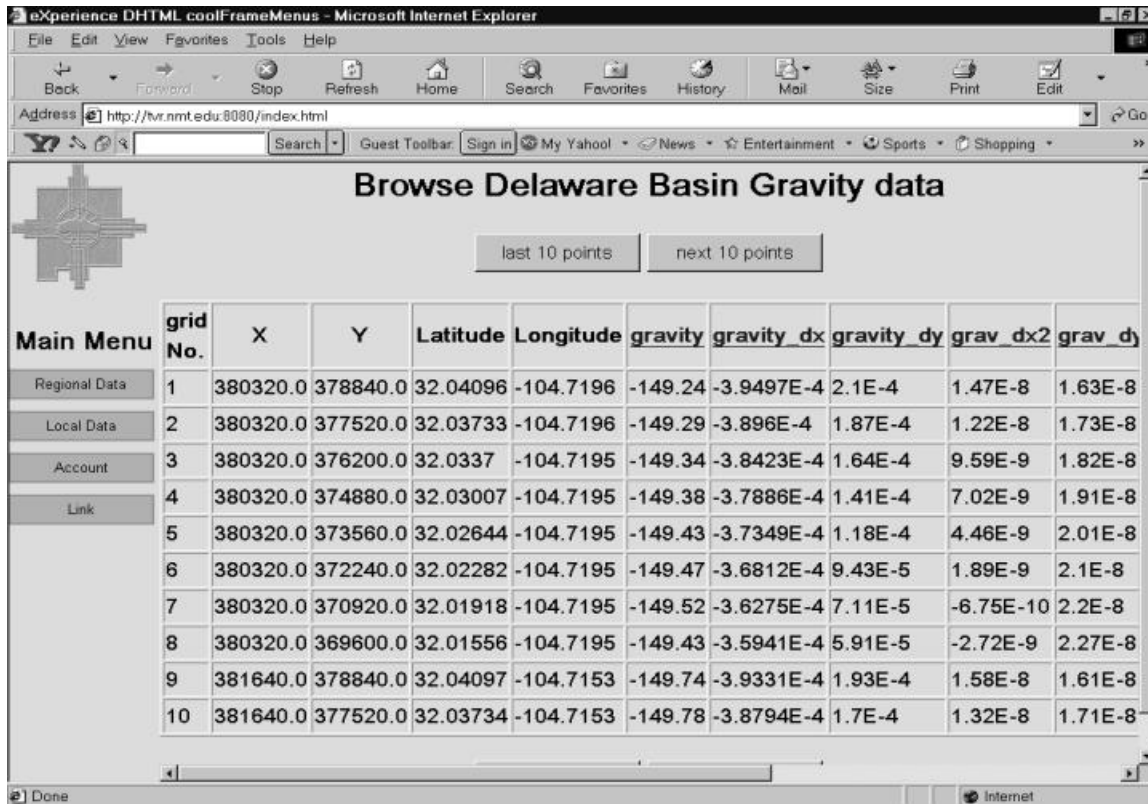 eXperience DHTML coolFrameMenus - Microsoft Internet Explorer
File Edit View Favorites Tools Help
Back Forward Stop Refresh Home Search Favorites History Mail Size Print Edit
Address http://tvr.nmt.edu:8080/index.html Go
Y? Search Guest Toolbar: Sign in My Yahoo! News Entertainment Sports Shopping
Browse Delaware Basin Gravity data
last 10 points next 10 points
Main Menu
Regional Data
Local Data
Account
Link
grid No. X Y Latitude Longitude gravity gravity_dx gravity_dy grav_dx2 grav_dy
1 380320.0 378840.0 32.04096 -104.7196 -149.24 -3.9497E-4 2.1E-4 1.47E-8 1.63E-8
2 380320.0 377520.0 32.03733 -104.7196 -149.29 -3.896E-4 1.87E-4 1.22E-8 1.73E-8
3 380320.0 376200.0 32.0337 -104.7195 -149.34 -3.8423E-4 1.64E-4 9.59E-9 1.82E-8
4 380320.0 374880.0 32.03007 -104.7195 -149.38 -3.7886E-4 1.41E-4 7.02E-9 1.91E-8
5 380320.0 373560.0 32.02644 -104.7195 -149.43 -3.7349E-4 1.18E-4 4.46E-9 2.01E-8
6 380320.0 372240.0 32.02282 -104.7195 -149.47 -3.6812E-4 9.43E-5 1.89E-9 2.1E-8
7 380320.0 370920.0 32.01918 -104.7195 -149.52 -3.6275E-4 7.11E-5 -6.75E-10 2.2E-8
8 380320.0 369600.0 32.01556 -104.7195 -149.43 -3.5941E-4 5.91E-5 -2.72E-9 2.27E-8
9 381640.0 378840.0 32.04097 -104.7153 -149.74 -3.9331E-4 1.93E-4 1.58E-8 1.61E-8
10 381640.0 377520.0 32.03734 -104.7153 -149.78 -3.8794E-4 1.7E-4 1.32E-8 1.71E-8
Done Internet